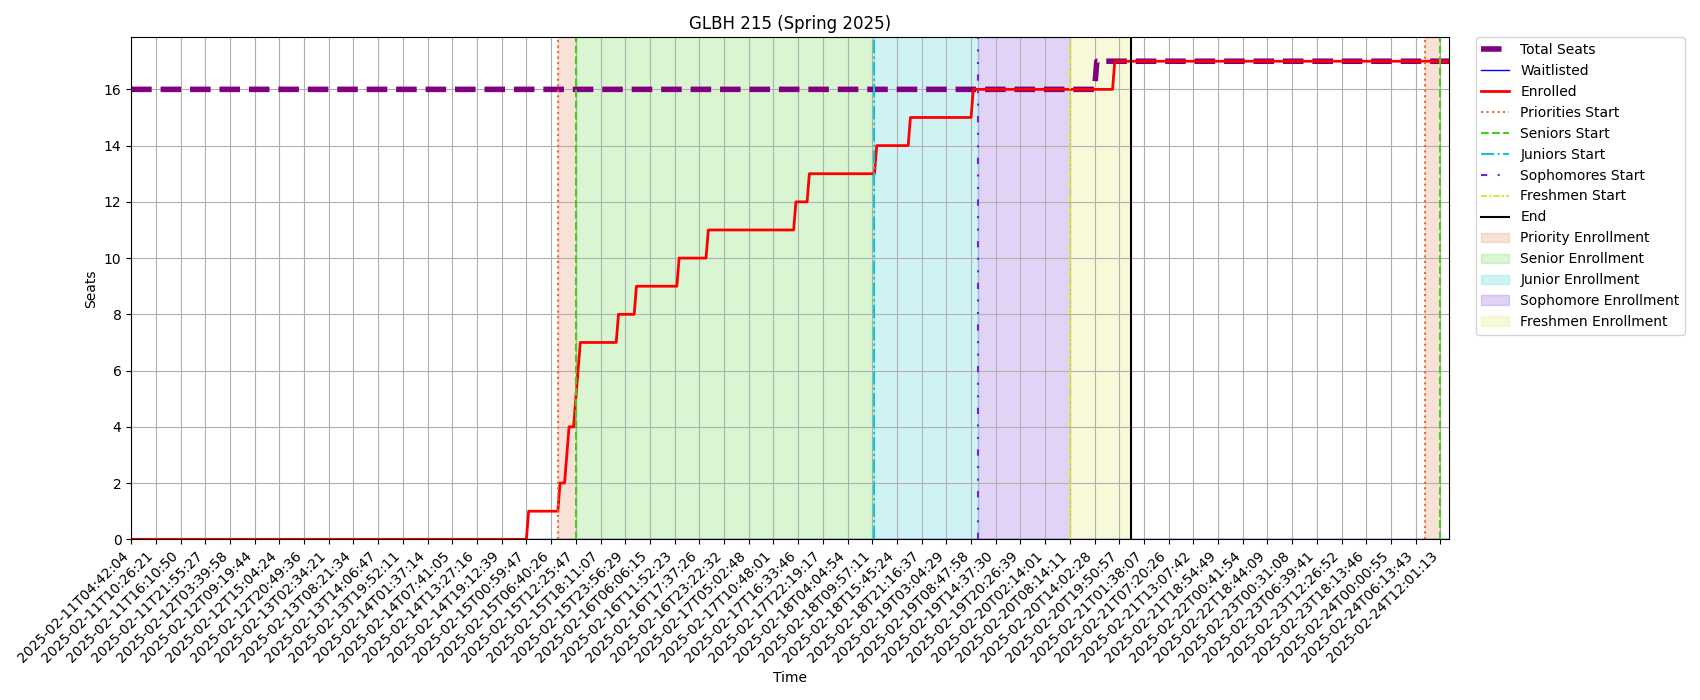 GLBH 215 (Spring 2025)
Seats
16
14
12
10
8
6
4
2
0
2025-02-11T04:42:04
2025-02-11T10:26:21
2025-02-11T16:10:50
2025-02-11T21:55:27
2025-02-12T03:39:58
2025-02-12T09:19:44
2025-02-12T15:04:24
2025-02-12T20:49:36
2025-02-13T02:34:21
2025-02-13T08:21:34
2025-02-13T14:06:47
2025-02-13T19:52:11
2025-02-14T01:37:14
2025-02-14T07:41:05
2025-02-14T13:27:16
2025-02-14T19:12:39
2025-02-15T00:59:47
2025-02-15T06:40:26
2025-02-15T12:25:47
2025-02-15T18:11:07
2025-02-15T23:56:29
2025-02-16T06:06:15
2025-02-16T11:52:23
2025-02-16T17:37:26
2025-02-16T23:22:32
2025-02-17T05:02:48
2025-02-17T10:48:01
2025-02-17T16:33:46
2025-02-17T22:19:17
2025-02-18T04:04:54
2025-02-18T09:57:11
2025-02-18T15:45:24
2025-02-18T21:16:37
2025-02-19T03:04:29
2025-02-19T08:47:58
2025-02-19T14:37:30
2025-02-19T20:26:39
2025-02-20T02:14:01
2025-02-20T08:14:11
2025-02-20T14:02:28
2025-02-20T19:50:57
2025-02-21T01:38:07
2025-02-21T07:20:26
2025-02-21T13:07:42
2025-02-21T18:54:49
2025-02-22T00:41:54
2025-02-22T18:44:09
2025-02-23T00:31:08
2025-02-23T06:39:41
2025-02-23T12:26:52
2025-02-23T18:13:46
2025-02-24T00:00:55
2025-02-24T06:13:43
2025-02-24T12:01:13
Time
Total Seats
Waitlisted
Enrolled
Priorities Start
Seniors Start
Juniors Start
Sophomores Start
Freshmen Start
End
Priority Enrollment
Senior Enrollment
Junior Enrollment
Sophomore Enrollment
Freshmen Enrollment